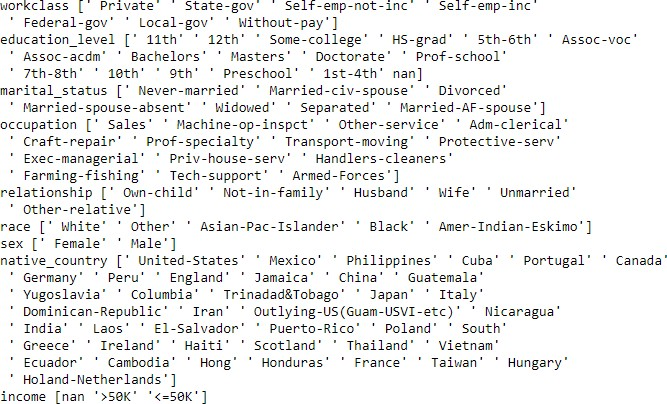 workclass [' Private' ' State-gov' ' Self-emp-not-inc' ' Self-emp-inc'
' Federal-gov' ' Local-gov' ' Without-pay']
education_level [' 11th' ' 12th' ' Some-college' ' HS-grad' ' 5th-6th' ' Assoc-voc'
' Assoc-acdm' ' Bachelors' ' Masters' ' Doctorate' ' Prof-school'
' 7th-8th' ' 10th' ' 9th' ' Preschool' ' 1st-4th' nan]
marital_status [' Never-married' ' Married-civ-spouse' ' Divorced'
' Married-spouse-absent' ' Widowed' ' Separated' ' Married-AF-spouse']
occupation [' Sales' ' Machine-op-inspct' ' Other-service' ' Adm-clerical'
' Craft-repair' ' Prof-specialty' ' Transport-moving' ' Protective-serv'
' Exec-managerial' ' Priv-house-serv' ' Handlers-cleaners'
' Farming-fishing' ' Tech-support' ' Armed-Forces']
relationship [' Own-child' ' Not-in-family' ' Husband' ' Wife' ' Unmarried'
' Other-relative']
race [' White' ' Other' ' Asian-Pac-Islander' ' Black' ' Amer-Indian-Eskimo']
sex [' Female' ' Male']
native_country [' United-States' ' Mexico' ' Philippines' ' Cuba' ' Portugal' ' Canada'
' Germany' ' Peru' ' England' ' Jamaica' ' China' ' Guatemala'
' Yugoslavia' ' Columbia' ' Trinadad&Tobago' ' Japan' ' Italy'
' Dominican-Republic' ' Iran' ' Outlying-US(Guam-USVI-etc)' ' Nicaragua'
' India' ' Laos' ' El-Salvador' ' Puerto-Rico' ' Poland' ' South'
' Greece' ' Ireland' ' Haiti' ' Scotland' ' Thailand' ' Vietnam'
' Ecuador' ' Cambodia' ' Hong' ' Honduras' ' France' ' Taiwan' ' Hungary'
' Holand-Netherlands']
income [nan '>50K' '<=50K']